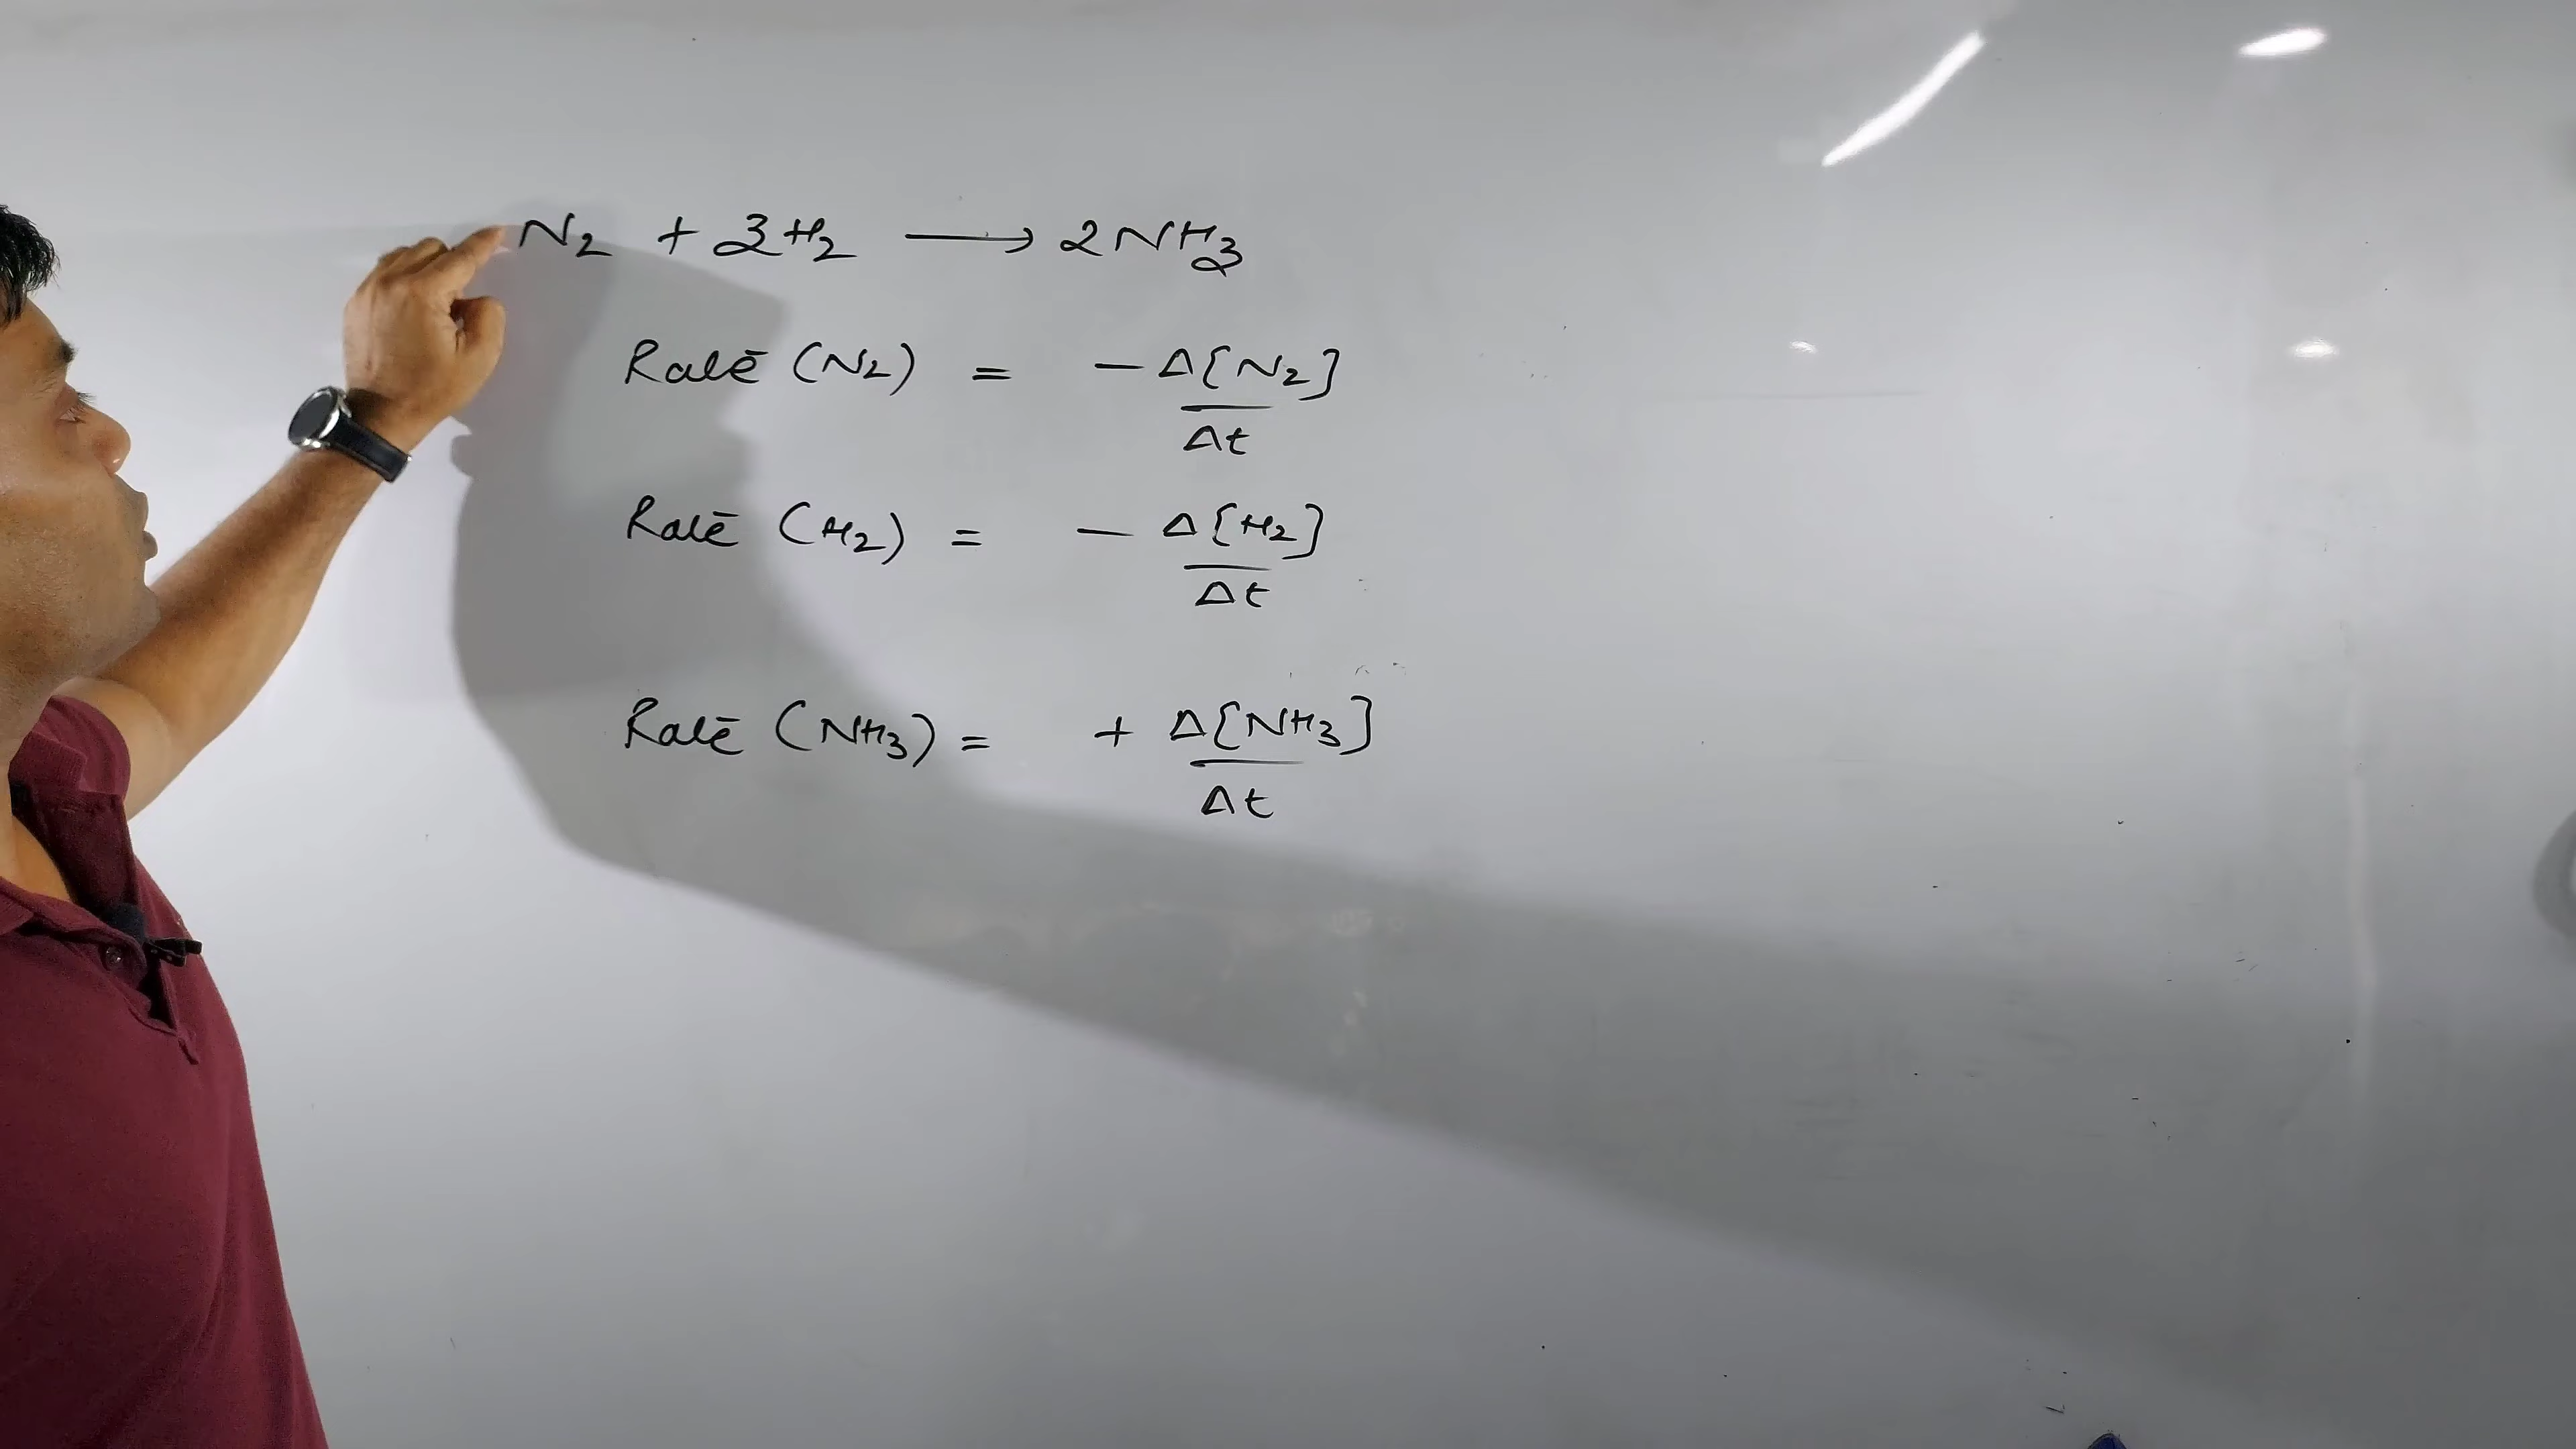 N₂ + 3H₂ ⟶ 2NH₃
Rate (N₂) = -Δ[N₂]
Δt
Rate (H₂) = - Δ[H₂]
Δt
Rate (NH₃) = + Δ[NH₃]
Δt